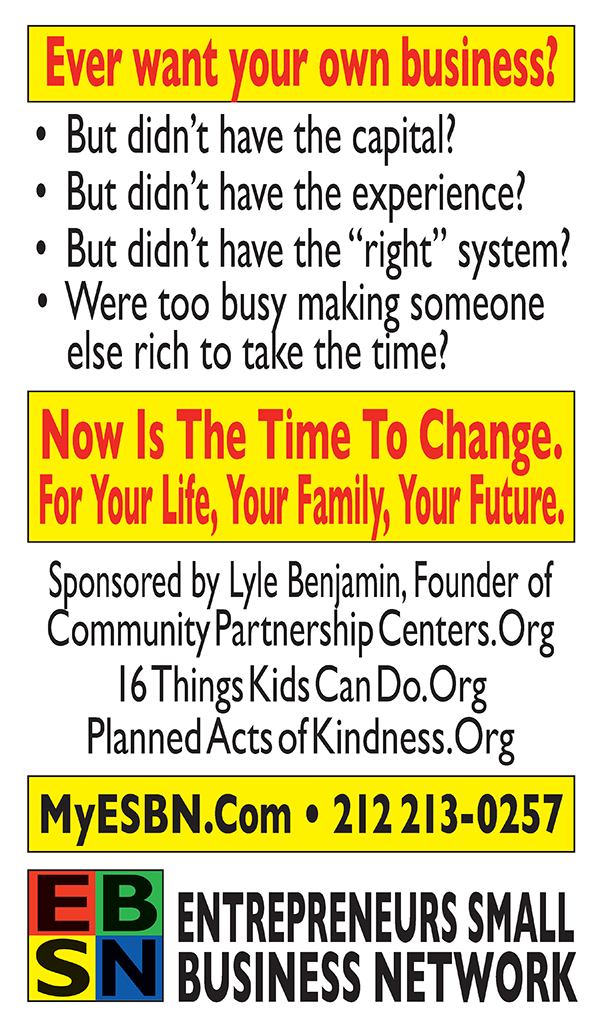 Ever want your own business?
• But didn’t have the capital?
• But didn’t have the experience?
• But didn’t have the “right” system?
• Were too busy making someone
else rich to take the time?
Now Is The Time To Change.
For Your Life, Your Family, Your Future.
Sponsored by Lyle Benjamin, Founder of
Community Partnership Centers.Org
16 Things Kids Can Do.Org
Planned Acts of Kindness.Org
MyESBN.Com • 212 213-0257
EB
SN
ENTREPRENEURS SMALL
BUSINESS NETWORK